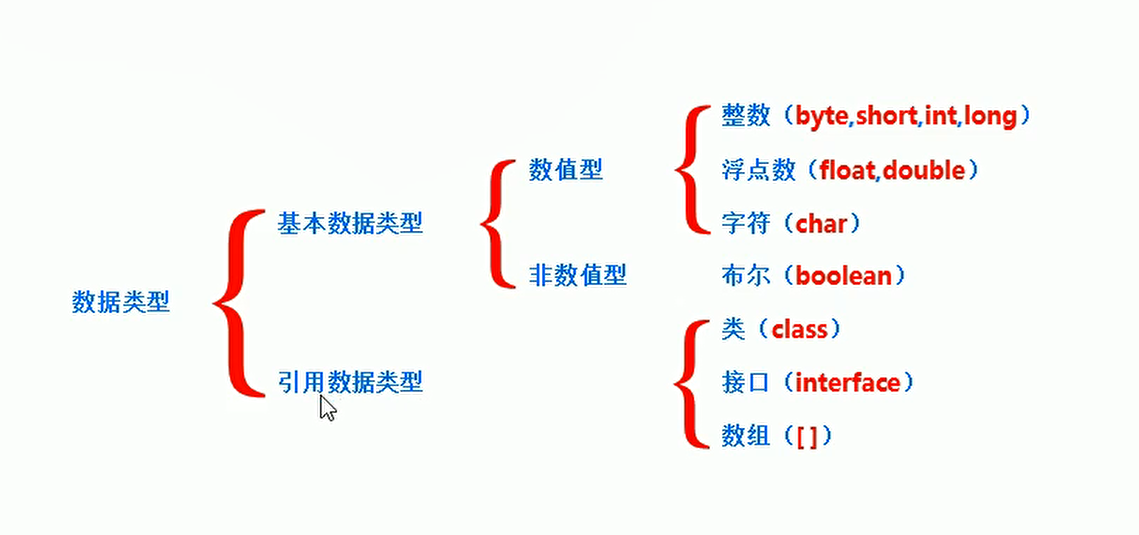 整数（byte,short,int,long）
数值型
浮点数（float,double）
基本数据类型
字符（char）
非数值型
布尔（boolean）
数据类型
类（class）
引用数据类型
接口（interface）
数组（[ ]）